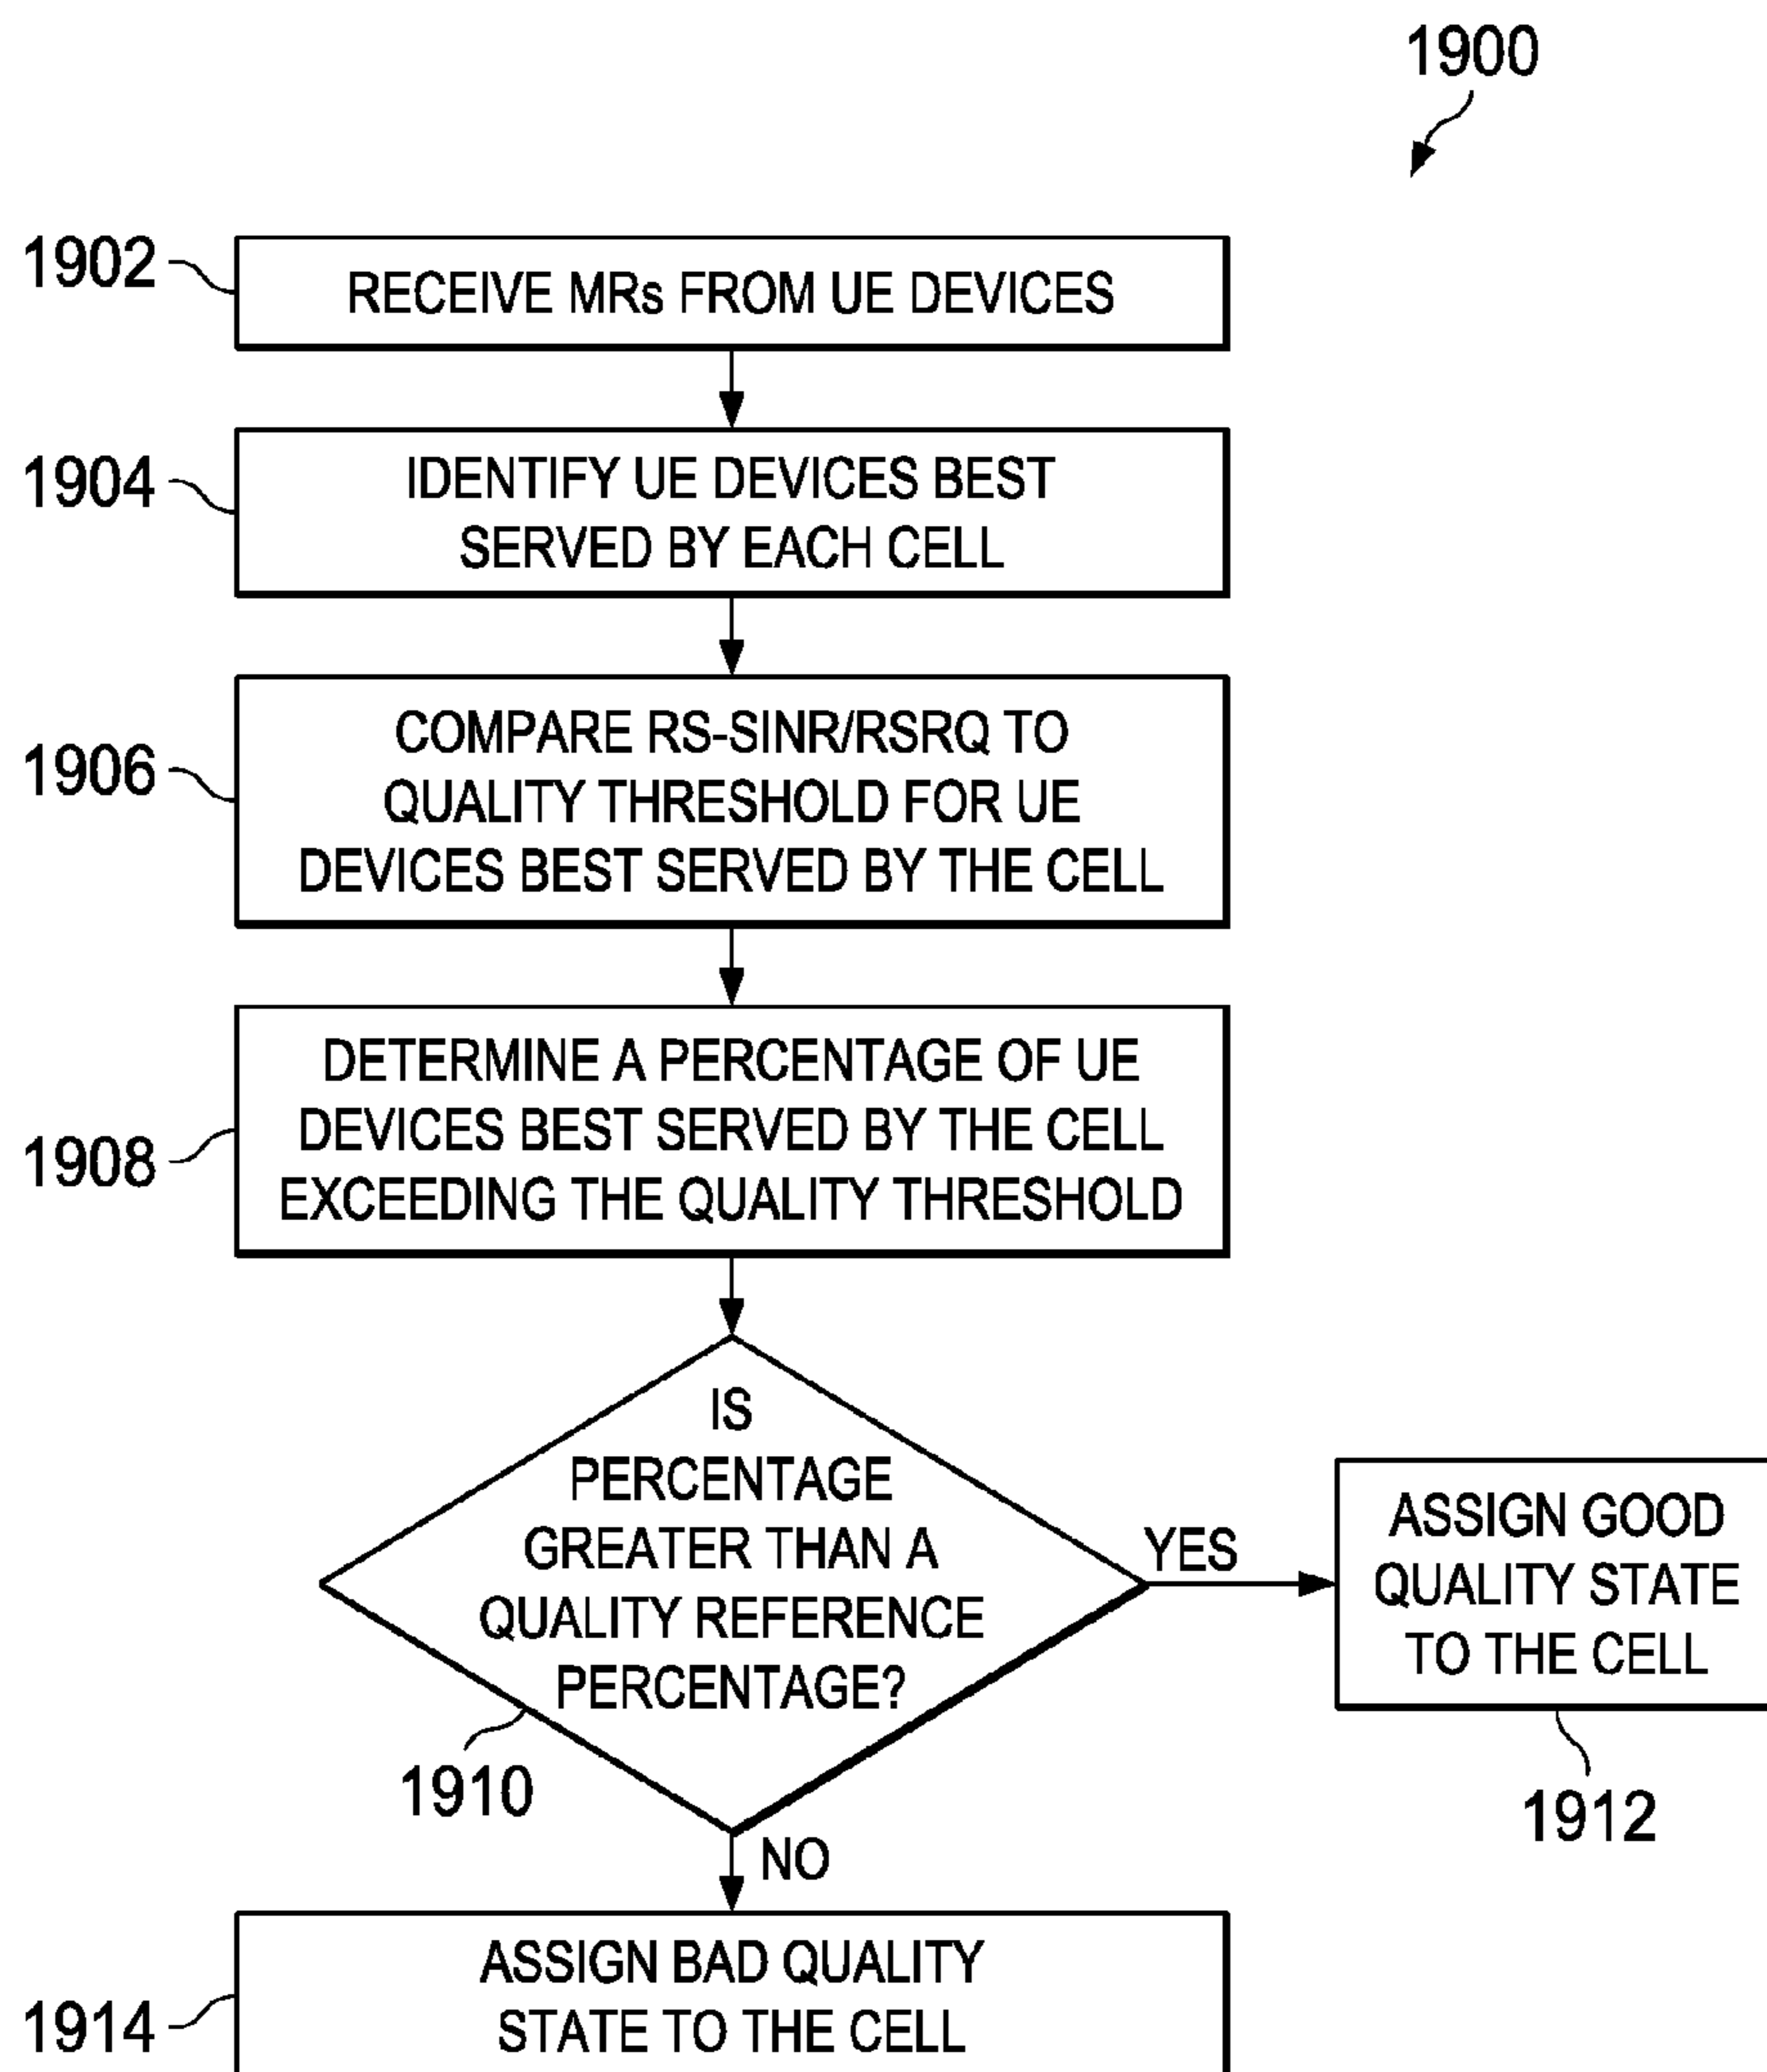 1900
1902
RECEIVE MRs FROM UE DEVICES
1904
IDENTIFY UE DEVICES BEST
SERVED BY EACH CELL
1906
COMPARE RS-SINR/RSRQ TO
QUALITY THRESHOLD FOR UE
DEVICES BEST SERVED BY THE CELL
1908
DETERMINE A PERCENTAGE OF UE
DEVICES BEST SERVED BY THE CELL
EXCEEDING THE QUALITY THRESHOLD
IS
PERCENTAGE
GREATER THAN A
QUALITY REFERENCE
PERCENTAGE?
1910
YES
ASSIGN GOOD
QUALITY STATE
TO THE CELL
1912
NO
1914
ASSIGN BAD QUALITY
STATE TO THE CELL